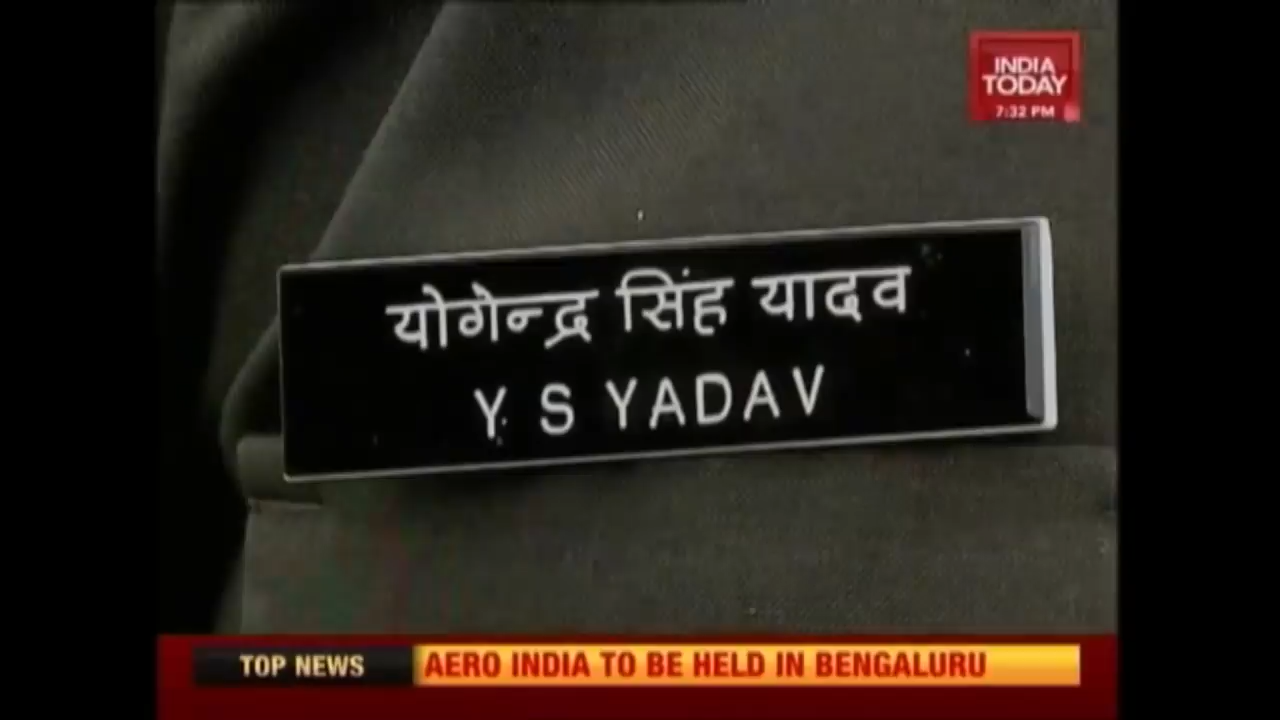 INDIA
TODAY
7:32 PM
योगेन्द्र सिंह यादव
Y S YADAV
TOP NEWS
AERO INDIA TO BE HELD IN BENGALURU